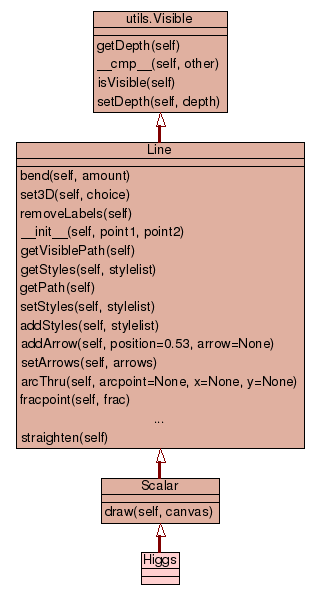 utils.Visible
getDepth(self)
__cmp__(self, other)
isVisible(self)
setDepth(self, depth)
Line
bend(self, amount)
set3D(self, choice)
removeLabels(self)
__init__(self, point1, point2)
getVisiblePath(self)
getStyles(self, stylelist)
getPath(self)
setStyles(self, stylelist)
addStyles(self, stylelist)
addArrow(self, position=0.53, arrow=None)
setArrows(self, arrows)
arcThru(self, arcpoint=None, x=None, y=None)
fracpoint(self, frac)
...
straighten(self)
Scalar
draw(self, canvas)
Higgs